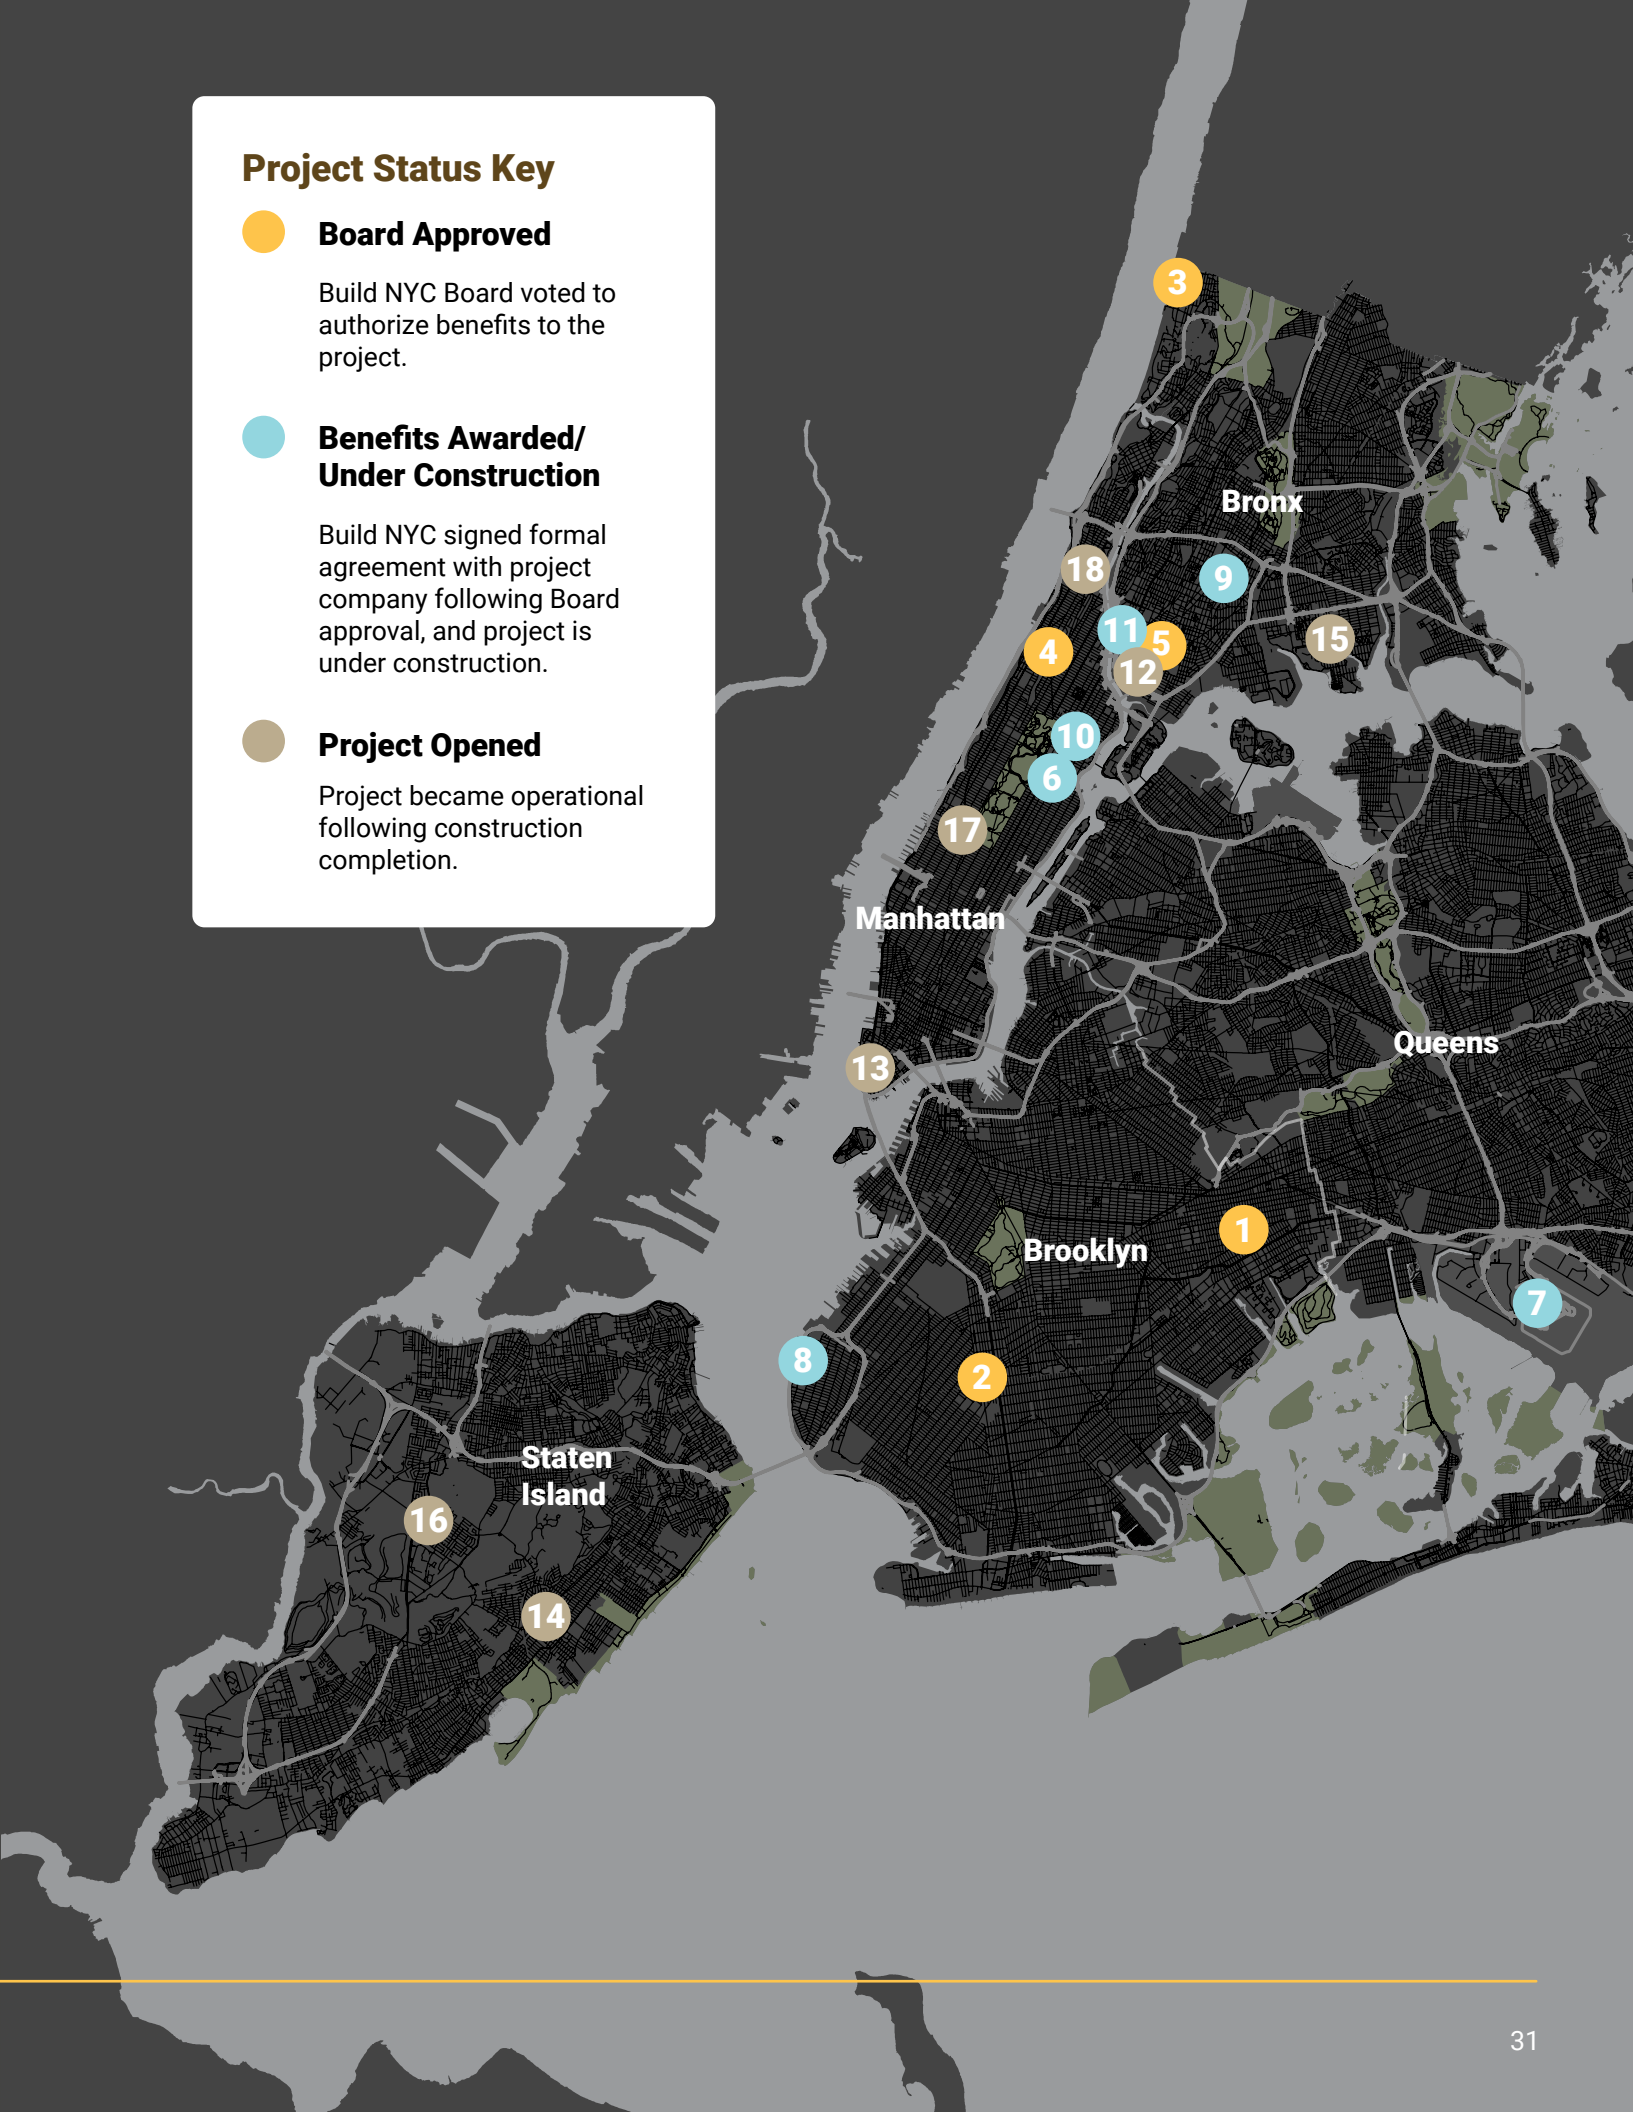 Project Status Key
Board Approved
Build NYC Board voted to
authorize benefits to the
project.
Benefits Awarded/
Under Construction
Build NYC signed formal
agreement with project
company following Board
approval, and project is
under construction.
Project Opened
Project became operational
following construction
completion.
3
Bronx
18
9
11
5
15
4
12
10
6
17
Manhattan
Queens
13
1
Brooklyn
7
8
2
Staten
Island
16
14
31